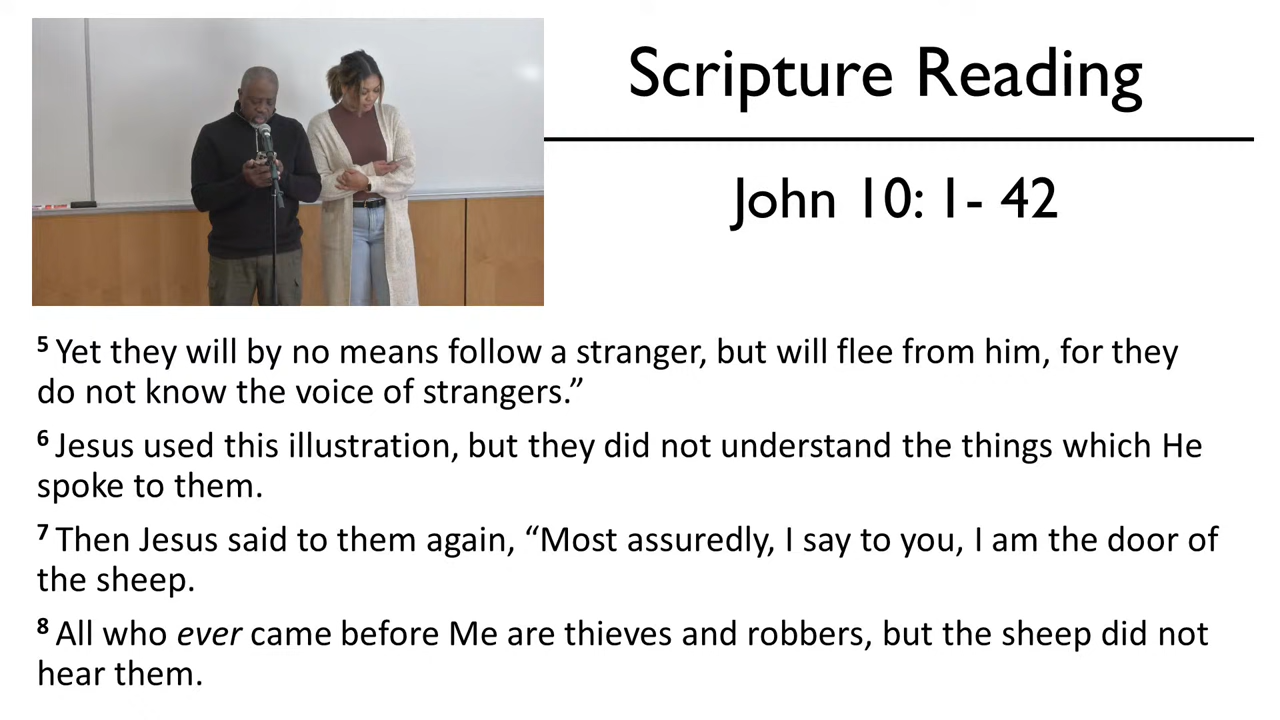 Scripture Reading
John 10: 1- 42
5 Yet they will by no means follow a stranger, but will flee from him, for they
do not know the voice of strangers.”
6 Jesus used this illustration, but they did not understand the things which He
spoke to them.
7 Then Jesus said to them again, “Most assuredly, I say to you, I am the door of
the sheep.
8 All who ever came before Me are thieves and robbers, but the sheep did not
hear them.